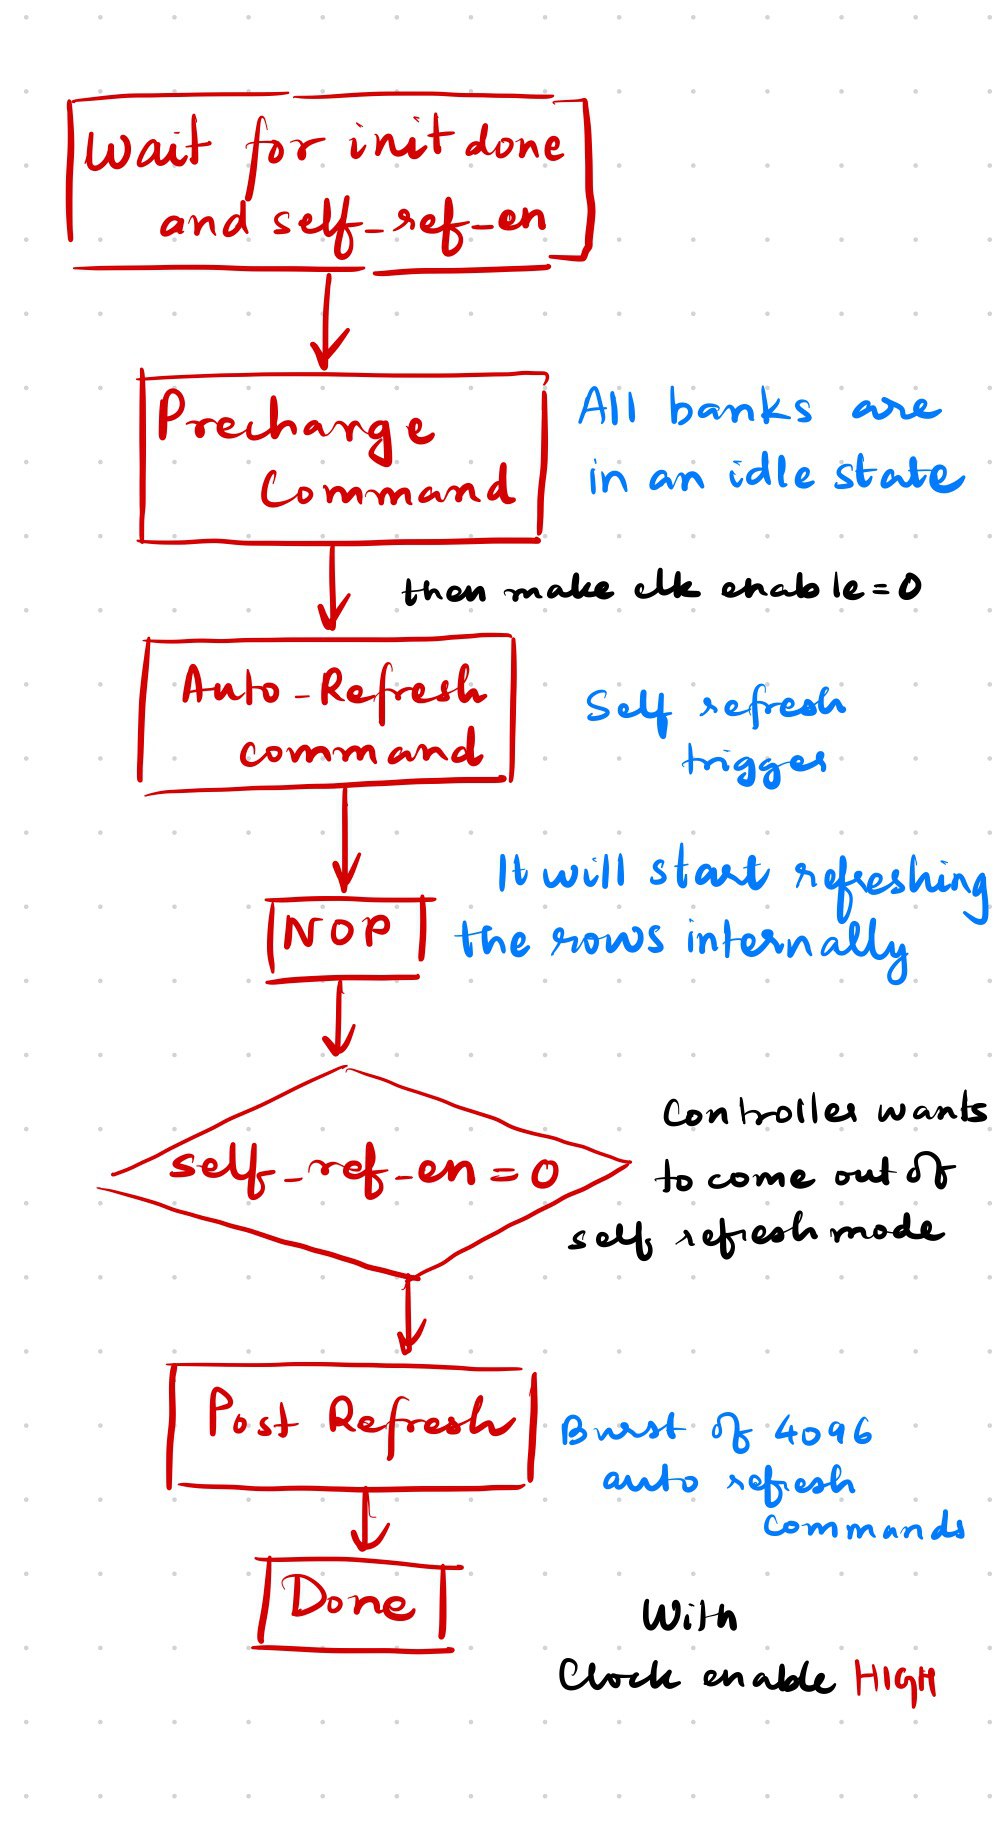 Wait for init done
and self_ref_en
Precharge
Command
All banks are
in an idle state
then make clk enable = 0
Auto-Refresh
command
Self refresh
trigger
It will start refreshing
the rows internally
NOP
self_ref_en = 0
Controller wants
to come out of
self refresh mode
Post Refresh
Burst of 4096
auto refresh
commands
Done
With
Clock enable HIGH